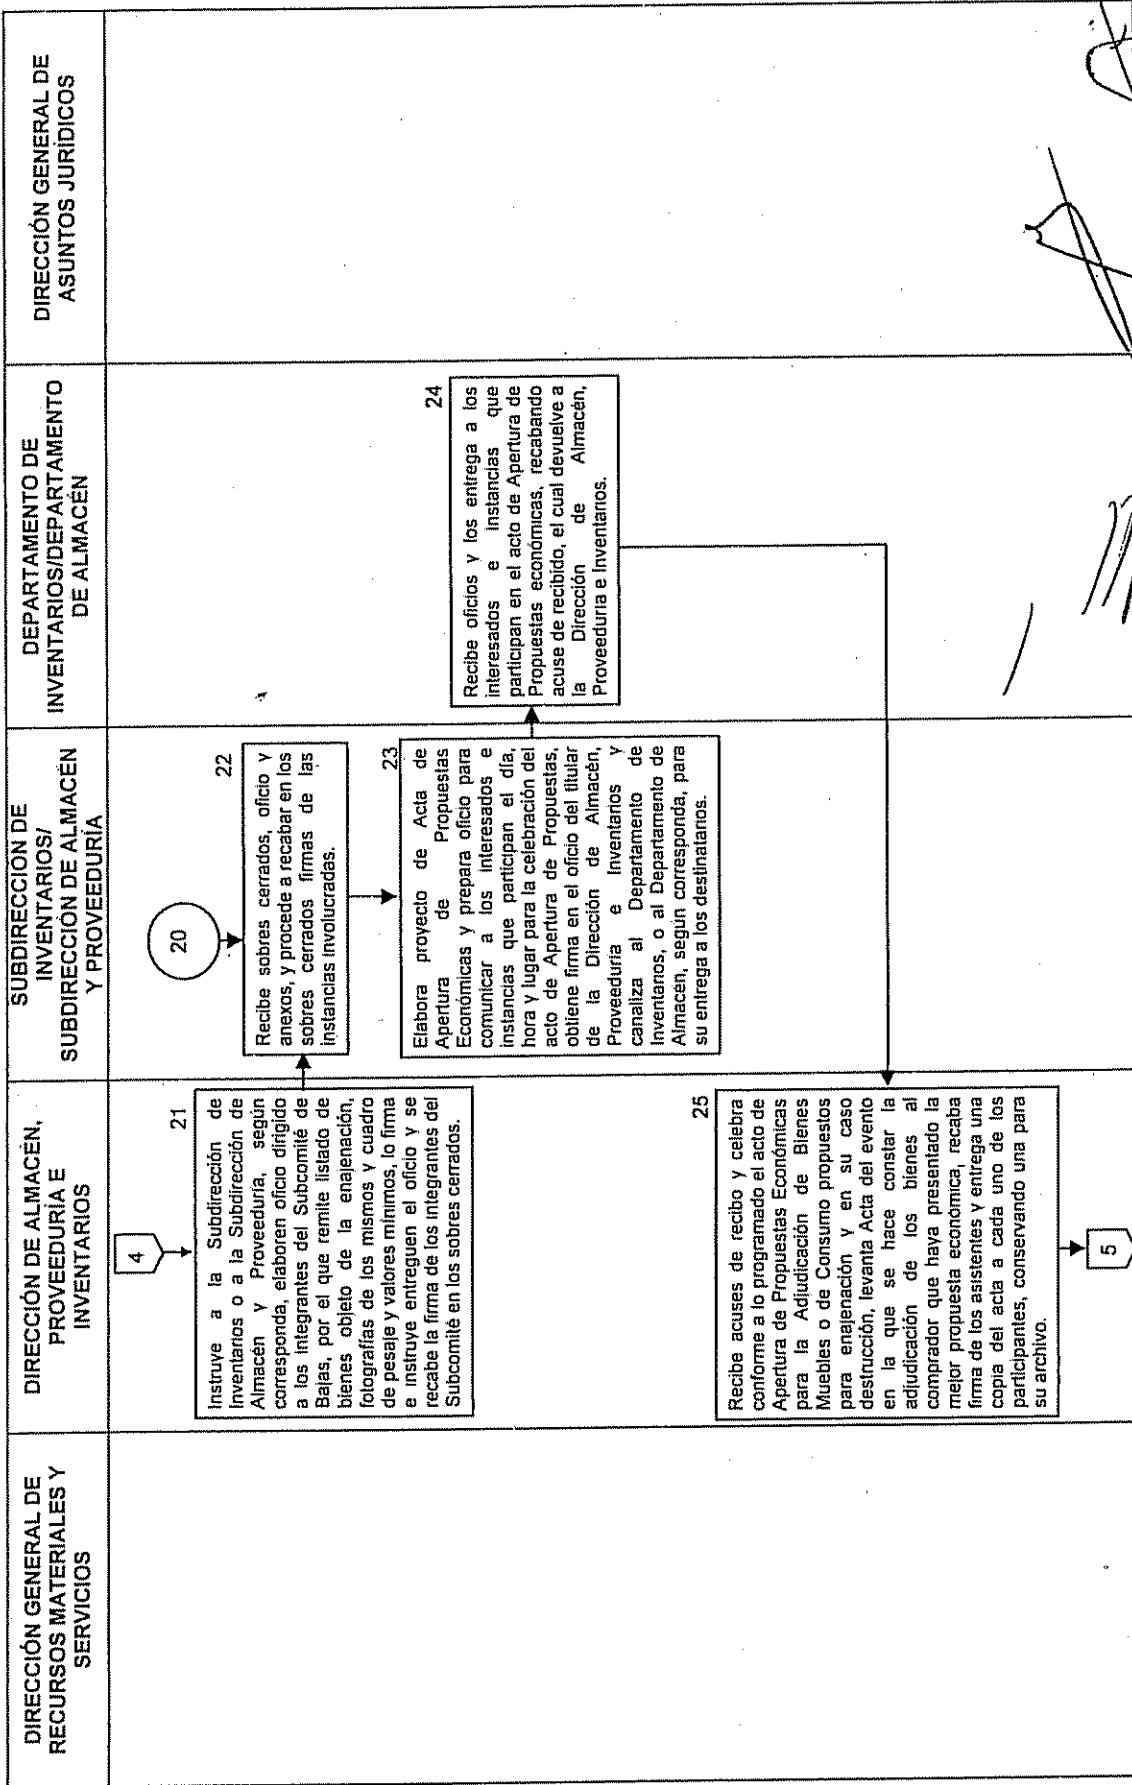 DIRECCIÓN GENERAL DE
RECURSOS MATERIALES Y
SERVICIOS
DIRECCIÓN DE ALMACÉN,
PROVEEDURÍA E
INVENTARIOS
SUBDIRECCION DE
INVENTARIOS/
SUBDIRECCIÓN DE ALMACÉN
Y PROVEEDURÍA
DEPARTAMENTO DE
INVENTARIOS/DEPARTAMENTO
DE ALMACÉN
DIRECCIÓN GENERAL DE
ASUNTOS JURÍDICOS
4
21
Instruye a la Subdirección de
Inventarios o a la Subdirección de
Almacén y Proveeduría, según
corresponda, elaboren oficio dirigido
a los integrantes del Subcomité de
Bajas, por el que remite listado de
bienes objeto de la enajenación,
fotografías de los mismos y cuadro
de pesaje y valores mínimos, lo firma
e instruye entreguen el oficio y se
recabe la firma de los integrantes del
Subcomité en los sobres cerrados.
20
22
Recibe sobres cerrados, oficio y
anexos, y procede a recabar en los
sobres cerrados firmas de las
instancias involucradas.
23
Elabora proyecto de Acta de
Apertura de Propuestas
Económicas y prepara oficio para
comunicar a los interesados e
instancias que participan el día,
hora y lugar para la celebración del
acto de Apertura de Propuestas,
obtiene firma en el oficio del titular
de la Dirección de Almacén,
Proveeduria e Inventarios y
canaliza al Departamento de
Inventarios, o al Departamento de
Almacén, según corresponda, para
su entrega a los destinatarios.
24
Recibe oficios y los entrega a los
interesados e instancias que
participan en el acto de Apertura de
Propuestas económicas, recabando
acuse de recibido, el cual devuelve a
la Dirección de Almacén,
Proveeduria e Inventarios.
25
Recibe acuses de recibo y celebra
conforme a lo programado el acto de
Apertura de Propuestas Económicas
para la Adjudicación de Bienes
Muebles o de Consumo propuestos
para enajenación y en su caso
destrucción, levanta Acta del evento
en la que se hace constar la
adjudicación de los bienes al
comprador que haya presentado la
mejor propuesta económica, recaba
firma de los asistentes y entrega una
copia del acta a cada uno de los
participantes, conservando una para
su archivo.
5